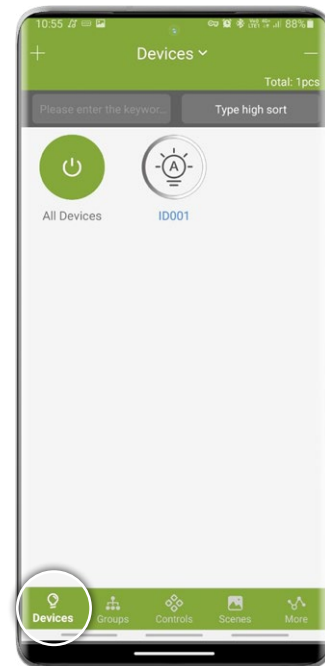 10:55 88%
+ Devices −
Total: 1pcs
Please enter the keywor... Type high sort
A
All Devices ID001
Devices Groups Controls Scenes More